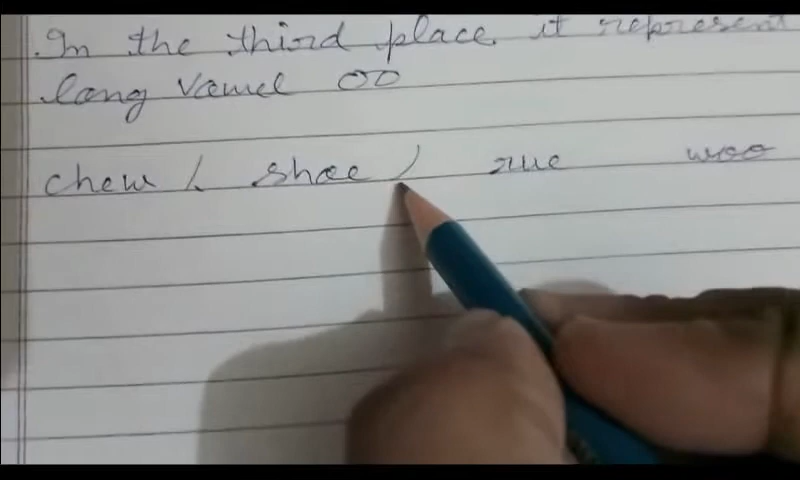 In the third place it represent
long vowel oo
chew shoe rue woo